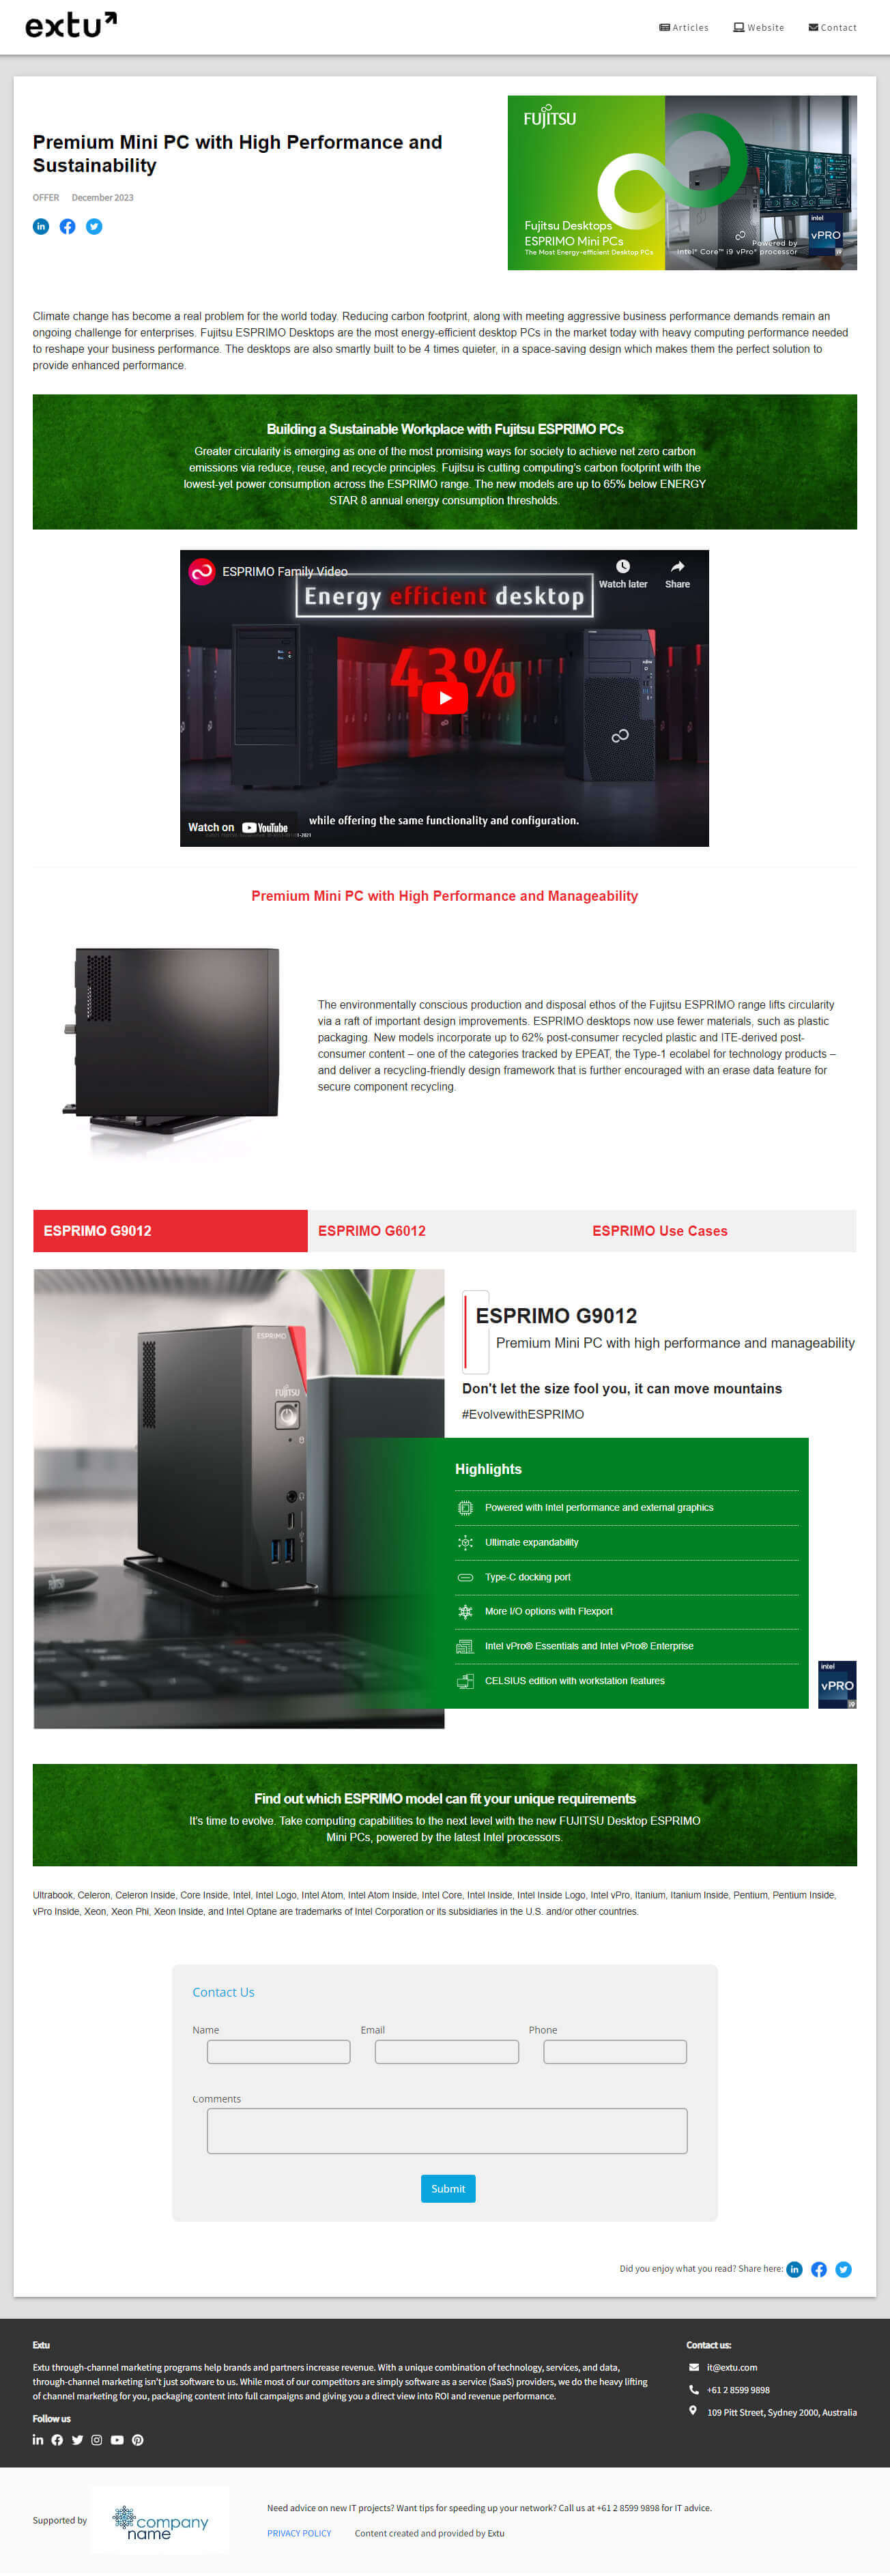 extu
Articles Website Contact
Premium Mini PC with High Performance and
Sustainability
OFFER December 2023
FUJITSU
Fujitsu Desktops
ESPRIMO Mini PCs
The Most Energy-efficient Desktop PCs
Powered by
Intel® Core™ i9 vPro® processor
intel
vPRO
Climate change has become a real problem for the world today. Reducing carbon footprint, along with meeting aggressive business performance demands remain an
ongoing challenge for enterprises. Fujitsu ESPRIMO Desktops are the most energy-efficient desktop PCs in the market today with heavy computing performance needed
to reshape your business performance. The desktops are also smartly built to be 4 times quieter, in a space-saving design which makes them the perfect solution to
provide enhanced performance.
Building a Sustainable Workplace with Fujitsu ESPRIMO PCs
Greater circularity is emerging as one of the most promising ways for society to achieve net zero carbon
emissions via reduce, reuse, and recycle principles. Fujitsu is cutting computing's carbon footprint with the
lowest-yet power consumption across the ESPRIMO range. The new models are up to 65% below ENERGY
STAR 8 annual energy consumption thresholds.
ESPRIMO Family Video
Watch later Share
Energy efficient desktop
43%
while offering the same functionality and configuration.
Watch on YouTube
Premium Mini PC with High Performance and Manageability
The environmentally conscious production and disposal ethos of the Fujitsu ESPRIMO range lifts circularity
via a raft of important design improvements. ESPRIMO desktops now use fewer materials, such as plastic
packaging. New models incorporate up to 62% post-consumer recycled plastic and ITE-derived post-
consumer content – one of the categories tracked by EPEAT, the Type-1 ecolabel for technology products –
and deliver a recycling-friendly design framework that is further encouraged with an erase data feature for
secure component recycling.
ESPRIMO G9012 ESPRIMO G6012 ESPRIMO Use Cases
ESPRIMO
FUJITSU
ESPRIMO G9012
Premium Mini PC with high performance and manageability
Don't let the size fool you, it can move mountains
#EvolvewithESPRIMO
Highlights
Powered with Intel performance and external graphics
Ultimate expandability
Type-C docking port
More I/O options with Flexport
Intel vPro® Essentials and Intel vPro® Enterprise
CELSIUS edition with workstation features
intel
vPRO
i9
Find out which ESPRIMO model can fit your unique requirements
It's time to evolve. Take computing capabilities to the next level with the new FUJITSU Desktop ESPRIMO
Mini PCs, powered by the latest Intel processors.
Ultrabook, Celeron, Celeron Inside, Core Inside, Intel, Intel Logo, Intel Atom, Intel Atom Inside, Intel Core, Intel Inside, Intel Inside Logo, Intel vPro, Itanium, Itanium Inside, Pentium, Pentium Inside,
vPro Inside, Xeon, Xeon Phi, Xeon Inside, and Intel Optane are trademarks of Intel Corporation or its subsidiaries in the U.S. and/or other countries.
Contact Us
Name Email Phone
Comments
Submit
Did you enjoy what you read? Share here:
Extu
Extu through-channel marketing programs help brands and partners increase revenue. With a unique combination of technology, services, and data,
through-channel marketing isn't just software to us. While most of our competitors are simply software as a service (SaaS) providers, we do the heavy lifting
of channel marketing for you, packaging content into full campaigns and giving you a direct view into ROI and revenue performance.
Follow us
Contact us:
it@extu.com
+61 2 8599 9898
109 Pitt Street, Sydney 2000, Australia
Supported by
company
name
Need advice on new IT projects? Want tips for speeding up your network? Call us at +61 2 8599 9898 for IT advice.
PRIVACY POLICY Content created and provided by Extu